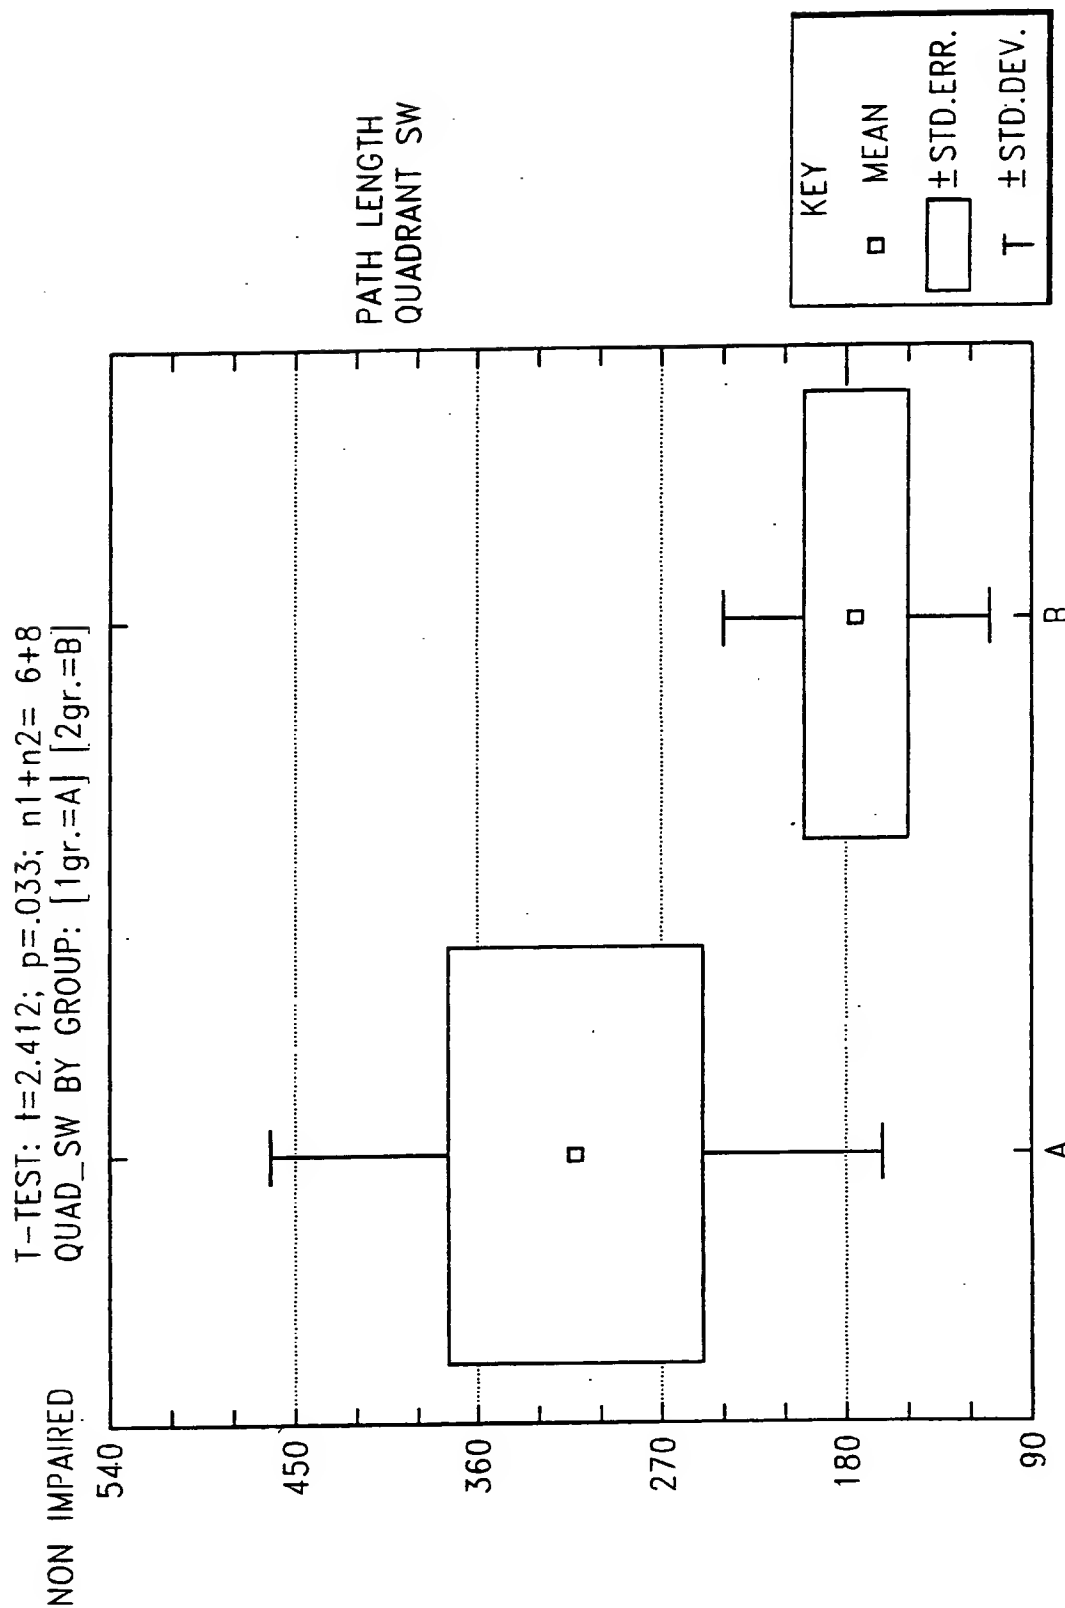 NON IMPAIRED
T-TEST: t=2.412; p=.033; n1+n2= 6+8
QUAD_SW BY GROUP: [1gr.=A] [2gr.=B]
540
450
360
270
180
90
A
B
PATH LENGTH
QUADRANT SW
KEY
MEAN
±STD.ERR.
±STD.DEV.